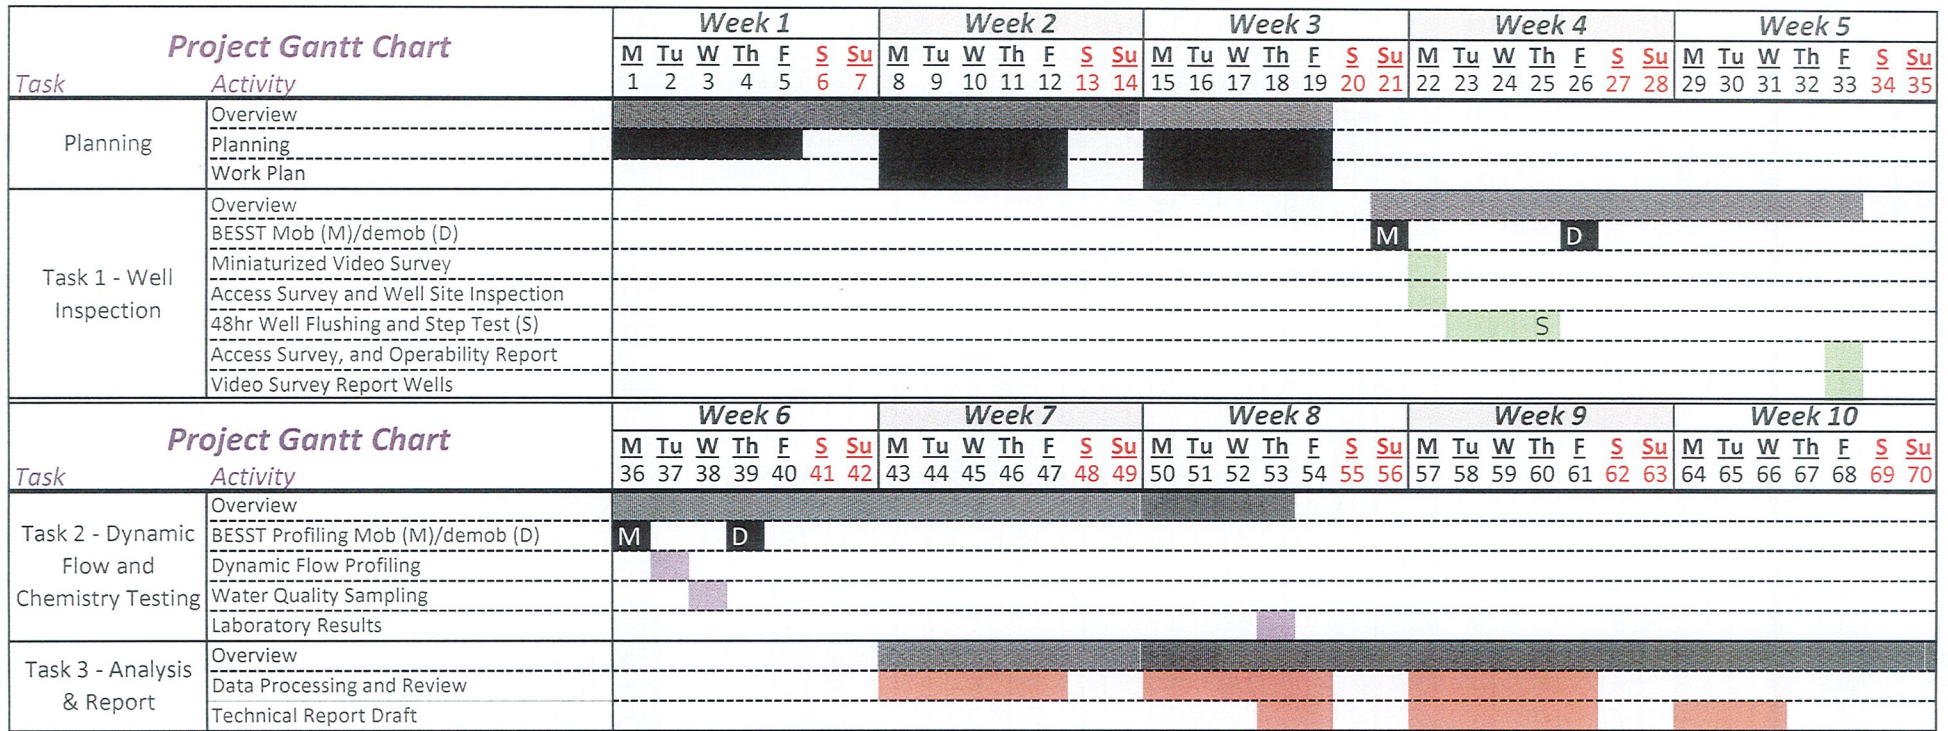 Week 1 Week 2 Week 3 Week 4 Week 5
Project Gantt Chart
M Tu W Th F S Su M Tu W Th F S Su M Tu W Th F S Su M Tu W Th F S Su M Tu W Th F S Su
Task Activity 1 2 3 4 5 6 7 8 9 10 11 12 13 14 15 16 17 18 19 20 21 22 23 24 25 26 27 28 29 30 31 32 33 34 35
Overview
Planning
Planning
Work Plan
Overview
BESST Mob (M)/demob (D) M D
Miniaturized Video Survey
Task 1 - Well
Inspection
Access Survey and Well Site Inspection
48hr Well Flushing and Step Test (S) S
Access Survey, and Operability Report
Video Survey Report Wells
Week 6 Week 7 Week 8 Week 9 Week 10
Project Gantt Chart
M Tu W Th F S Su M Tu W Th F S Su M Tu W Th F S Su M Tu W Th F S Su M Tu W Th F S Su
Task Activity 36 37 38 39 40 41 42 43 44 45 46 47 48 49 50 51 52 53 54 55 56 57 58 59 60 61 62 63 64 65 66 67 68 69 70
Overview
Task 2 - Dynamic
Flow and
Chemistry Testing
BESST Profiling Mob (M)/demob (D) M D
Dynamic Flow Profiling
Water Quality Sampling
Laboratory Results
Overview
Task 3 - Analysis
& Report
Data Processing and Review
Technical Report Draft